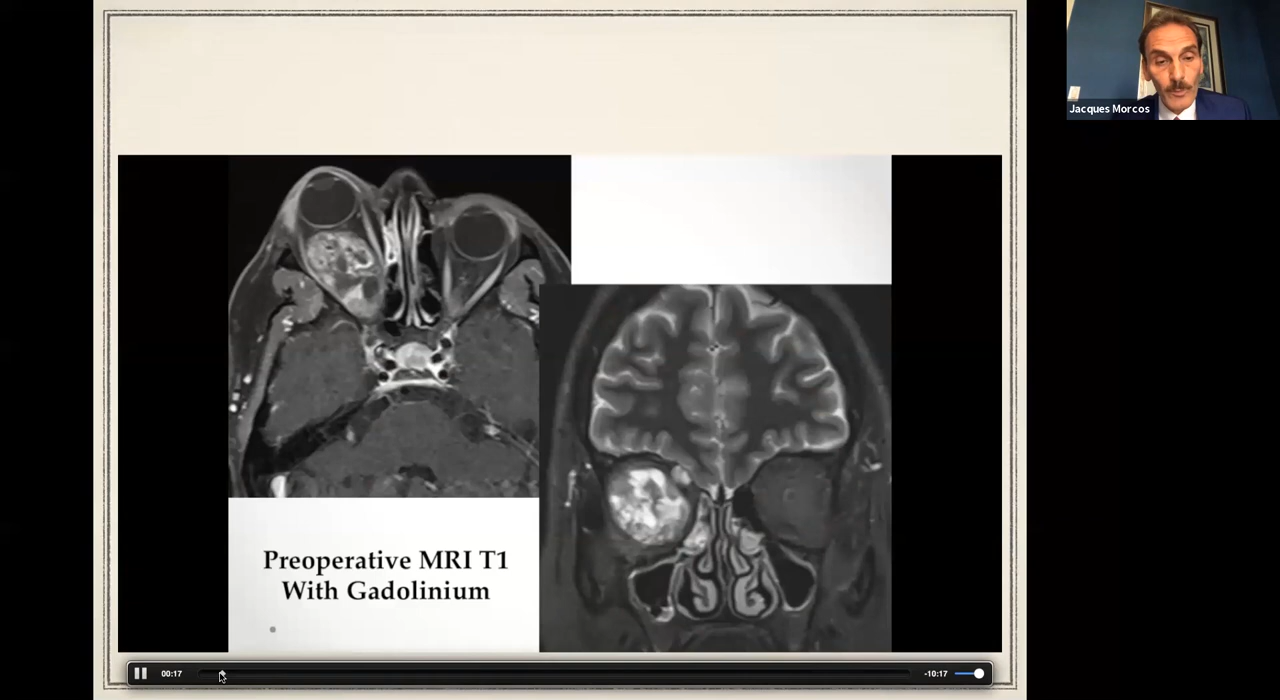 Jacques Morcos
Preoperative MRI T1
With Gadolinium
00:17
-10:17